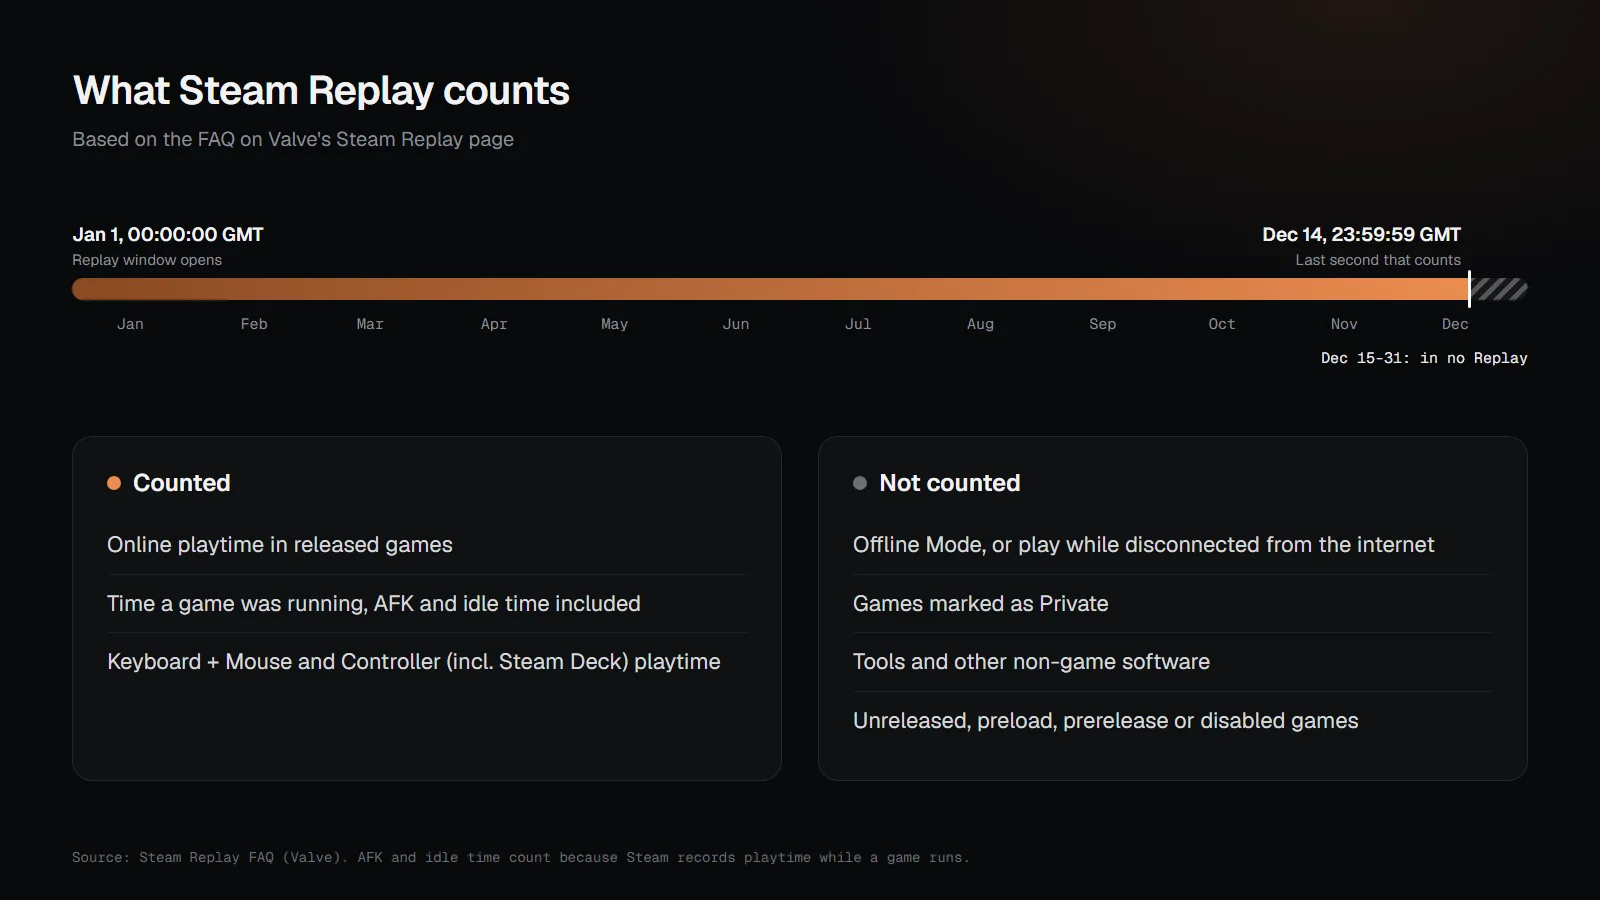 What Steam Replay counts
Based on the FAQ on Valve's Steam Replay page
Jan 1, 00:00:00 GMT
Replay window opens
Dec 14, 23:59:59 GMT
Last second that counts
Jan Feb Mar Apr May Jun Jul Aug Sep Oct Nov Dec
Dec 15-31: in no Replay
Counted
Online playtime in released games
Time a game was running, AFK and idle time included
Keyboard + Mouse and Controller (incl. Steam Deck) playtime
Not counted
Offline Mode, or play while disconnected from the internet
Games marked as Private
Tools and other non-game software
Unreleased, preload, prerelease or disabled games
Source: Steam Replay FAQ (Valve). AFK and idle time count because Steam records playtime while a game runs.